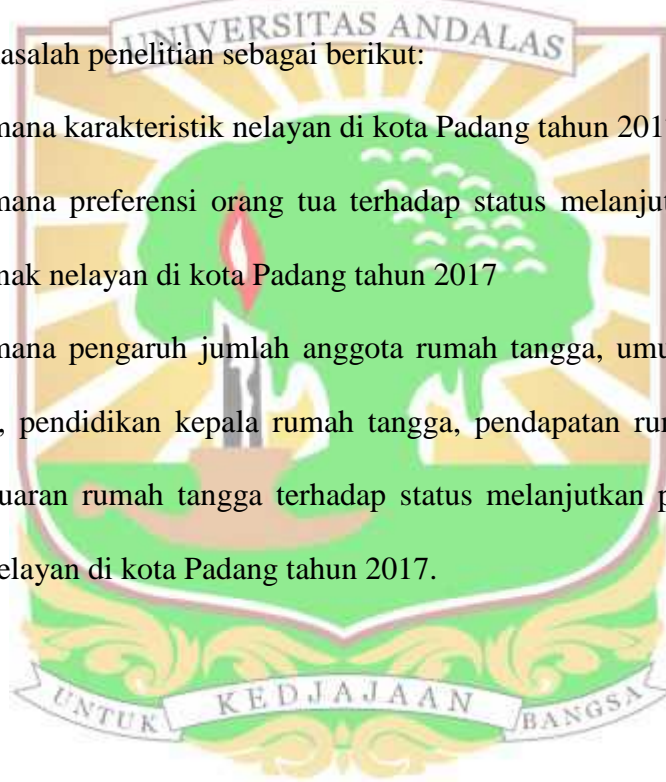 UNIVERSITAS ANDALAS
asalah penelitian sebagai berikut:
mana karakteristik nelayan di kota Padang tahun 201
mana preferensi orang tua terhadap status melanjut
nak nelayan di kota Padang tahun 2017
mana pengaruh jumlah anggota rumah tangga, umu
, pendidikan kepala rumah tangga, pendapatan rum
uaran rumah tangga terhadap status melanjutkan p
elayan di kota Padang tahun 2017.
UNTUK KEDJAJAAN BANGSA